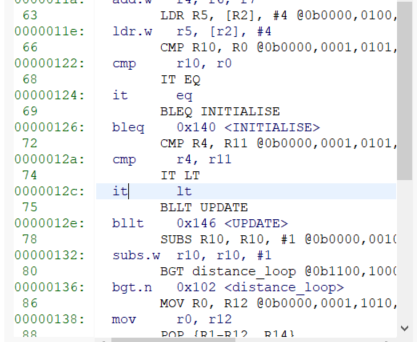 0000011a: add.w r4, r6, r7
63 LDR R5, [R2], #4 @0b0000,0100,
0000011e: ldr.w r5, [r2], #4
66 CMP R10, R0 @0b0000,0001,0101,
00000122: cmp r10, r0
68 IT EQ
00000124: it eq
69 BLEQ INITIALISE
00000126: bleq 0x140 <INITIALISE>
72 CMP R4, R11 @0b0000,0001,0101,
0000012a: cmp r4, r11
74 IT LT
0000012c: it lt
75 BLLT UPDATE
0000012e: bllt 0x146 <UPDATE>
78 SUBS R10, R10, #1 @0b0000,0010
00000132: subs.w r10, r10, #1
80 BGT distance_loop @0b1100,1000
00000136: bgt.n 0x102 <distance_loop>
86 MOV R0, R12 @0b0000,0001,1010,
00000138: mov r0, r12
88 POP {R1-R12, R14}